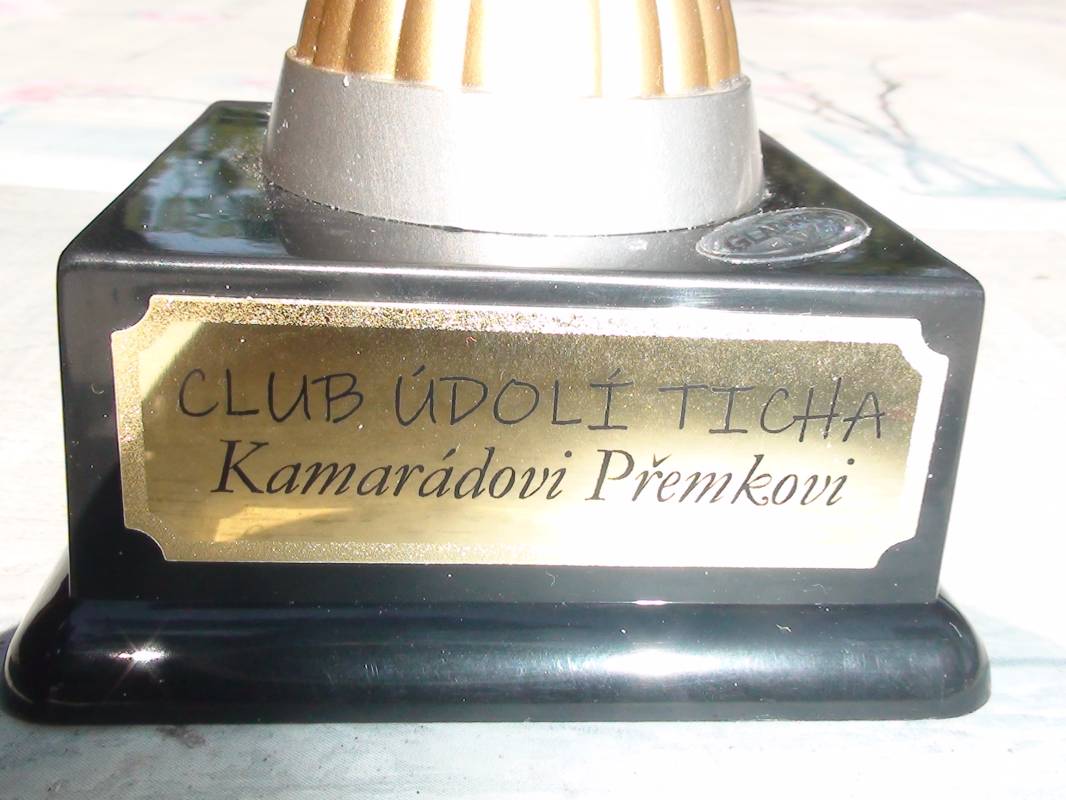 CLUB ÚDOLÍ TICHA
Kamarádovi Přemkovi